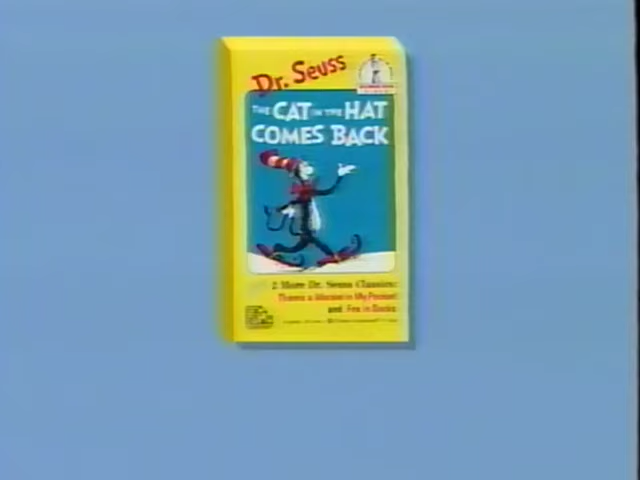 Dr. Seuss
THE CAT IN THE HAT
COMES BACK
2 More Dr. Seuss Classics:
There's a Wocket in My Pocket!
and Fox in Socks